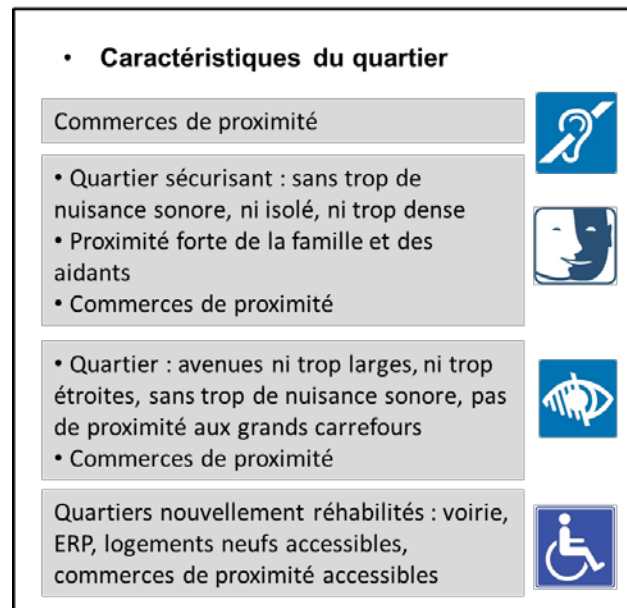 • Caractéristiques du quartier
Commerces de proximité
• Quartier sécurisant : sans trop de
nuisance sonore, ni isolé, ni trop dense
• Proximité forte de la famille et des
aidants
• Commerces de proximité
• Quartier : avenues ni trop larges, ni trop
étroites, sans trop de nuisance sonore, pas
de proximité aux grands carrefours
• Commerces de proximité
Quartiers nouvellement réhabilités : voirie,
ERP, logements neufs accessibles,
commerces de proximité accessibles